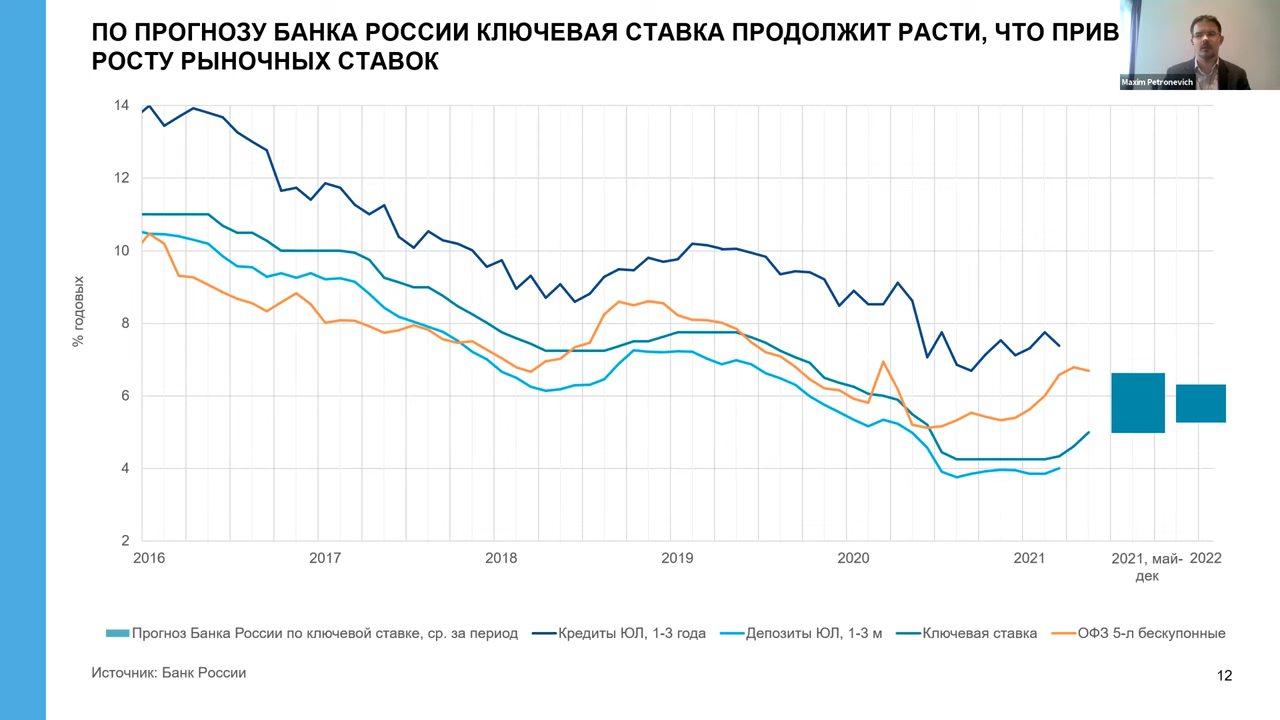 ПО ПРОГНОЗУ БАНКА РОССИИ КЛЮЧЕВАЯ СТАВКА ПРОДОЛЖИТ РАСТИ, ЧТО ПРИВ
РОСТУ РЫНОЧНЫХ СТАВОК
Maxim Petronevich
% годовых
14
12
10
8
6
4
2
2016 2017 2018 2019 2020 2021 2021, май- 2022
дек
Прогноз Банка России по ключевой ставке, ср. за период Кредиты ЮЛ, 1-3 года Депозиты ЮЛ, 1-3 м Ключевая ставка ОФЗ 5-л бескупонные
Источник: Банк России
12